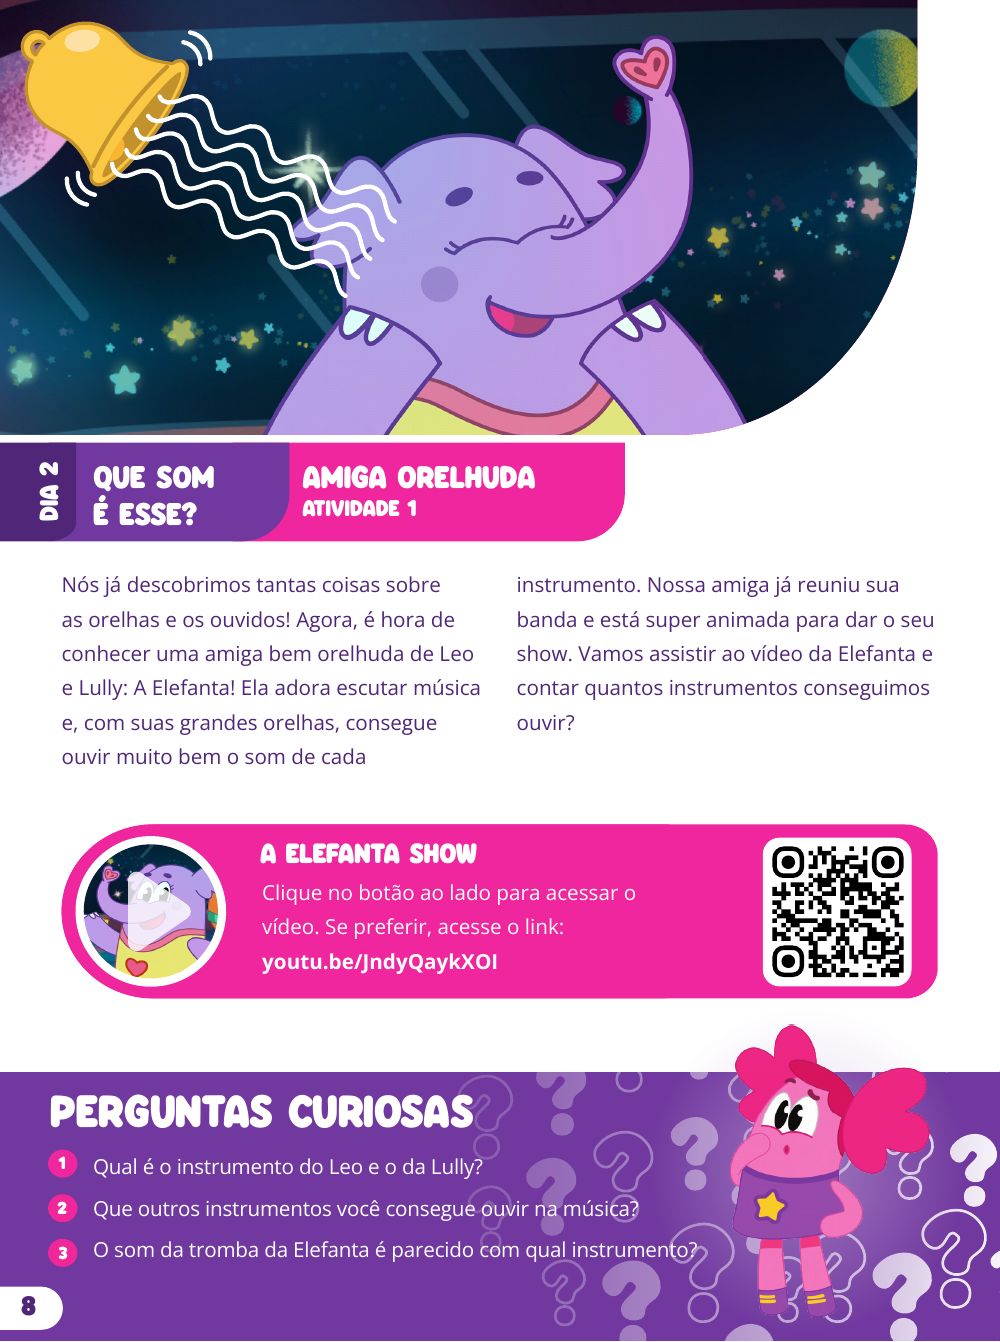 DIA 2
QUE SOM
É ESSE?
AMIGA ORELHUDA
ATIVIDADE 1
Nós já descobrimos tantas coisas sobre
as orelhas e os ouvidos! Agora, é hora de
conhecer uma amiga bem orelhuda de Leo
e Lully: A Elefanta! Ela adora escutar música
e, com suas grandes orelhas, consegue
ouvir muito bem o som de cada
instrumento. Nossa amiga já reuniu sua
banda e está super animada para dar o seu
show. Vamos assistir ao vídeo da Elefanta e
contar quantos instrumentos conseguimos
ouvir?
A ELEFANTA SHOW
Clique no botão ao lado para acessar o
vídeo. Se preferir, acesse o link:
youtu.be/JndyQaykXOI
PERGUNTAS CURIOSAS
1 Qual é o instrumento do Leo e o da Lully?
2 Que outros instrumentos você consegue ouvir na música?
3 O som da tromba da Elefanta é parecido com qual instrumento?
8